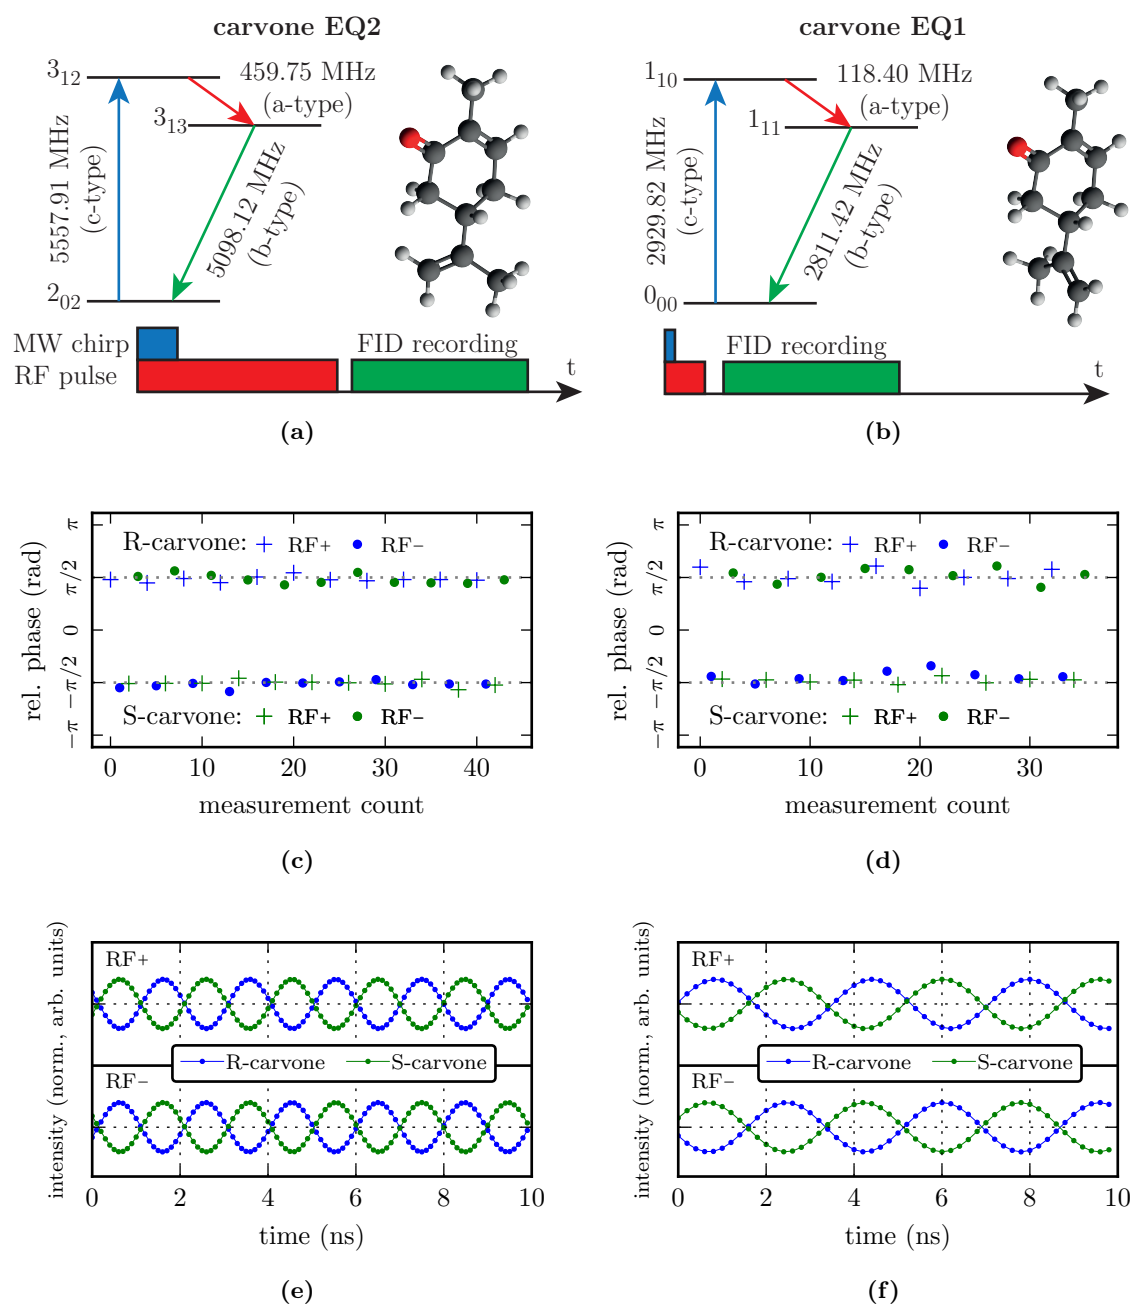 carvone EQ2
3₁₂
459.75 MHz
(a-type)
3₁₃
5557.91 MHz
(c-type)
5098.12 MHz
(b-type)
2₀₂
MW chirp
RF pulse
FID recording
t
(a)
carvone EQ1
1₁₀
118.40 MHz
(a-type)
1₁₁
2929.82 MHz
(c-type)
2811.42 MHz
(b-type)
0₀₀
FID recording
t
(b)
rel. phase (rad)
π
π/2
0
−π/2
−π
R-carvone: RF+ RF−
S-carvone: RF+ RF−
0 10 20 30 40
measurement count
(c)
rel. phase (rad)
π
π/2
0
−π/2
−π
R-carvone: RF+ RF−
S-carvone: RF+ RF−
0 10 20 30
measurement count
(d)
intensity (norm., arb. units)
RF+
R-carvone S-carvone
RF−
0 2 4 6 8 10
time (ns)
(e)
intensity (norm., arb. units)
RF+
R-carvone S-carvone
RF−
0 2 4 6 8 10
time (ns)
(f)